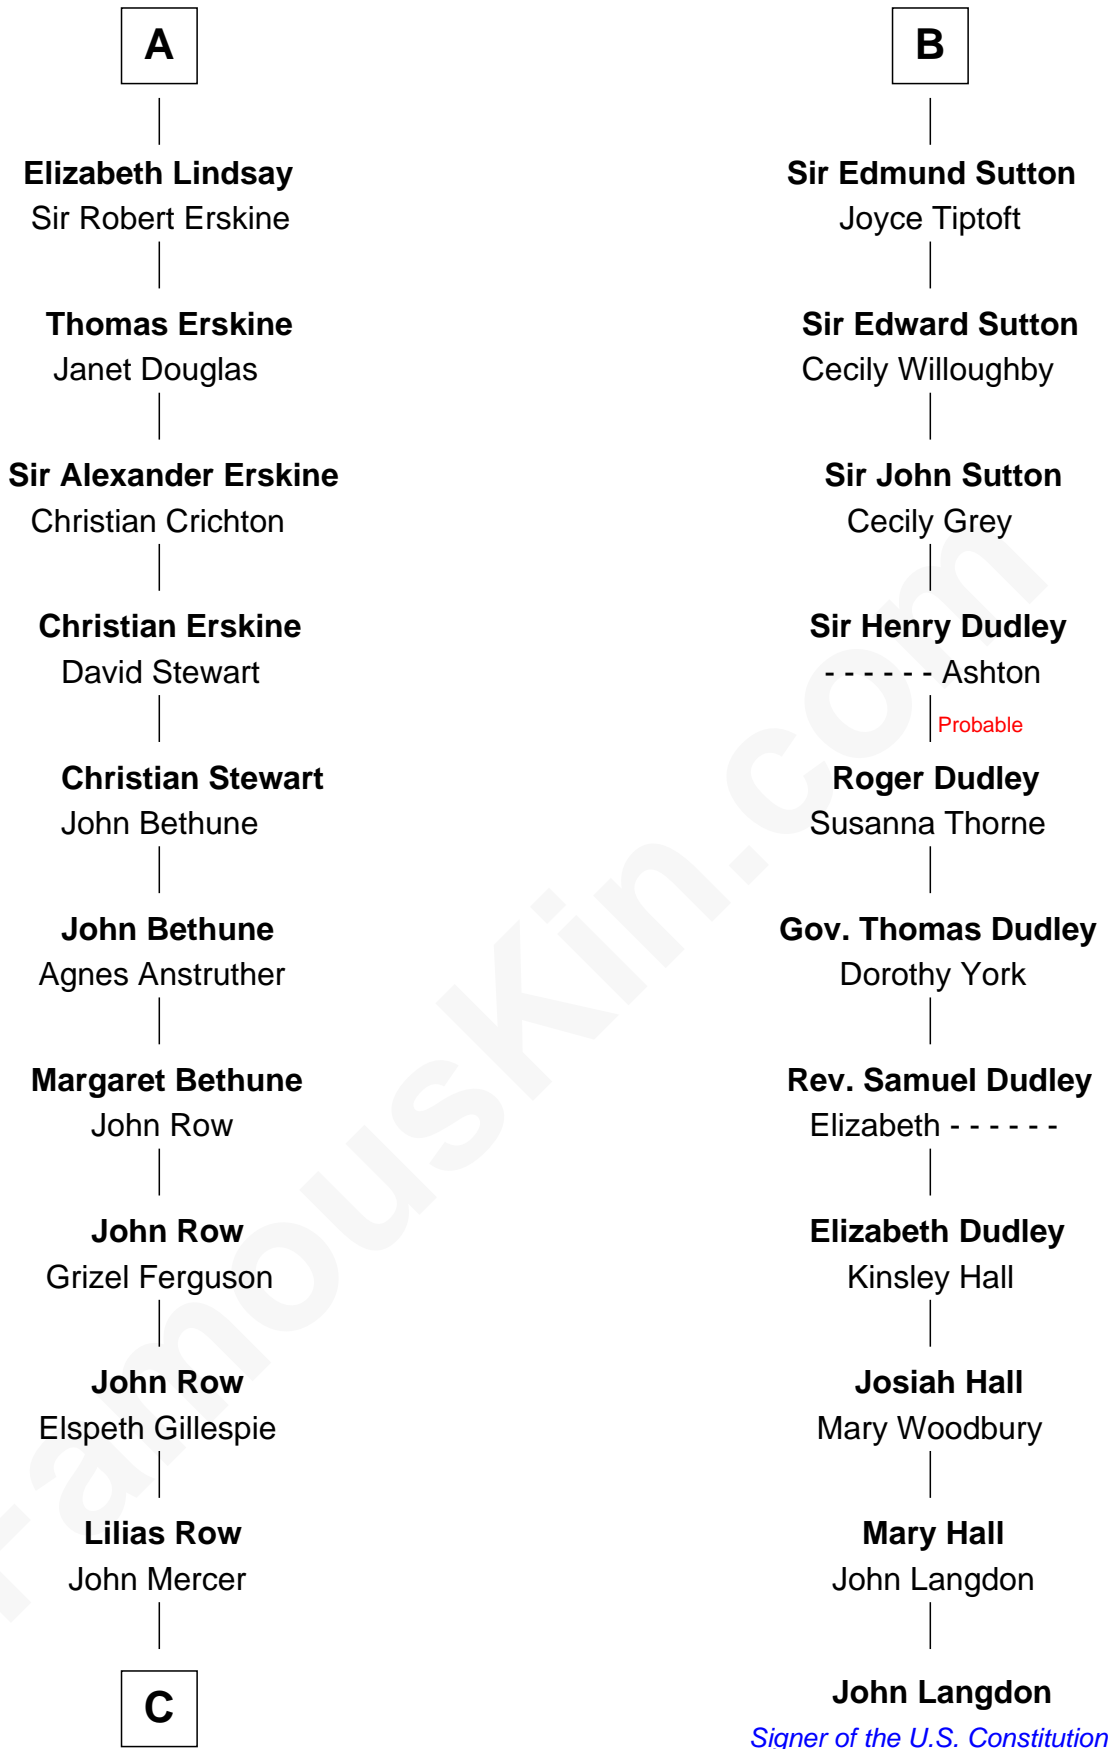 A
Elizabeth Lindsay
Sir Robert Erskine
Thomas Erskine
Janet Douglas
Sir Alexander Erskine
Christian Crichton
Christian Erskine
David Stewart
Christian Stewart
John Bethune
John Bethune
Agnes Anstruther
Margaret Bethune
John Row
John Row
Grizel Ferguson
John Row
Elspeth Gillespie
Lilias Row
John Mercer
C
B
Sir Edmund Sutton
Joyce Tiptoft
Sir Edward Sutton
Cecily Willoughby
Sir John Sutton
Cecily Grey
Sir Henry Dudley
- - - - - - Ashton
Probable
Roger Dudley
Susanna Thorne
Gov. Thomas Dudley
Dorothy York
Rev. Samuel Dudley
Elizabeth - - - - - -
Elizabeth Dudley
Kinsley Hall
Josiah Hall
Mary Woodbury
Mary Hall
John Langdon
John Langdon
Signer of the U.S. Constitution
FamousKin.com